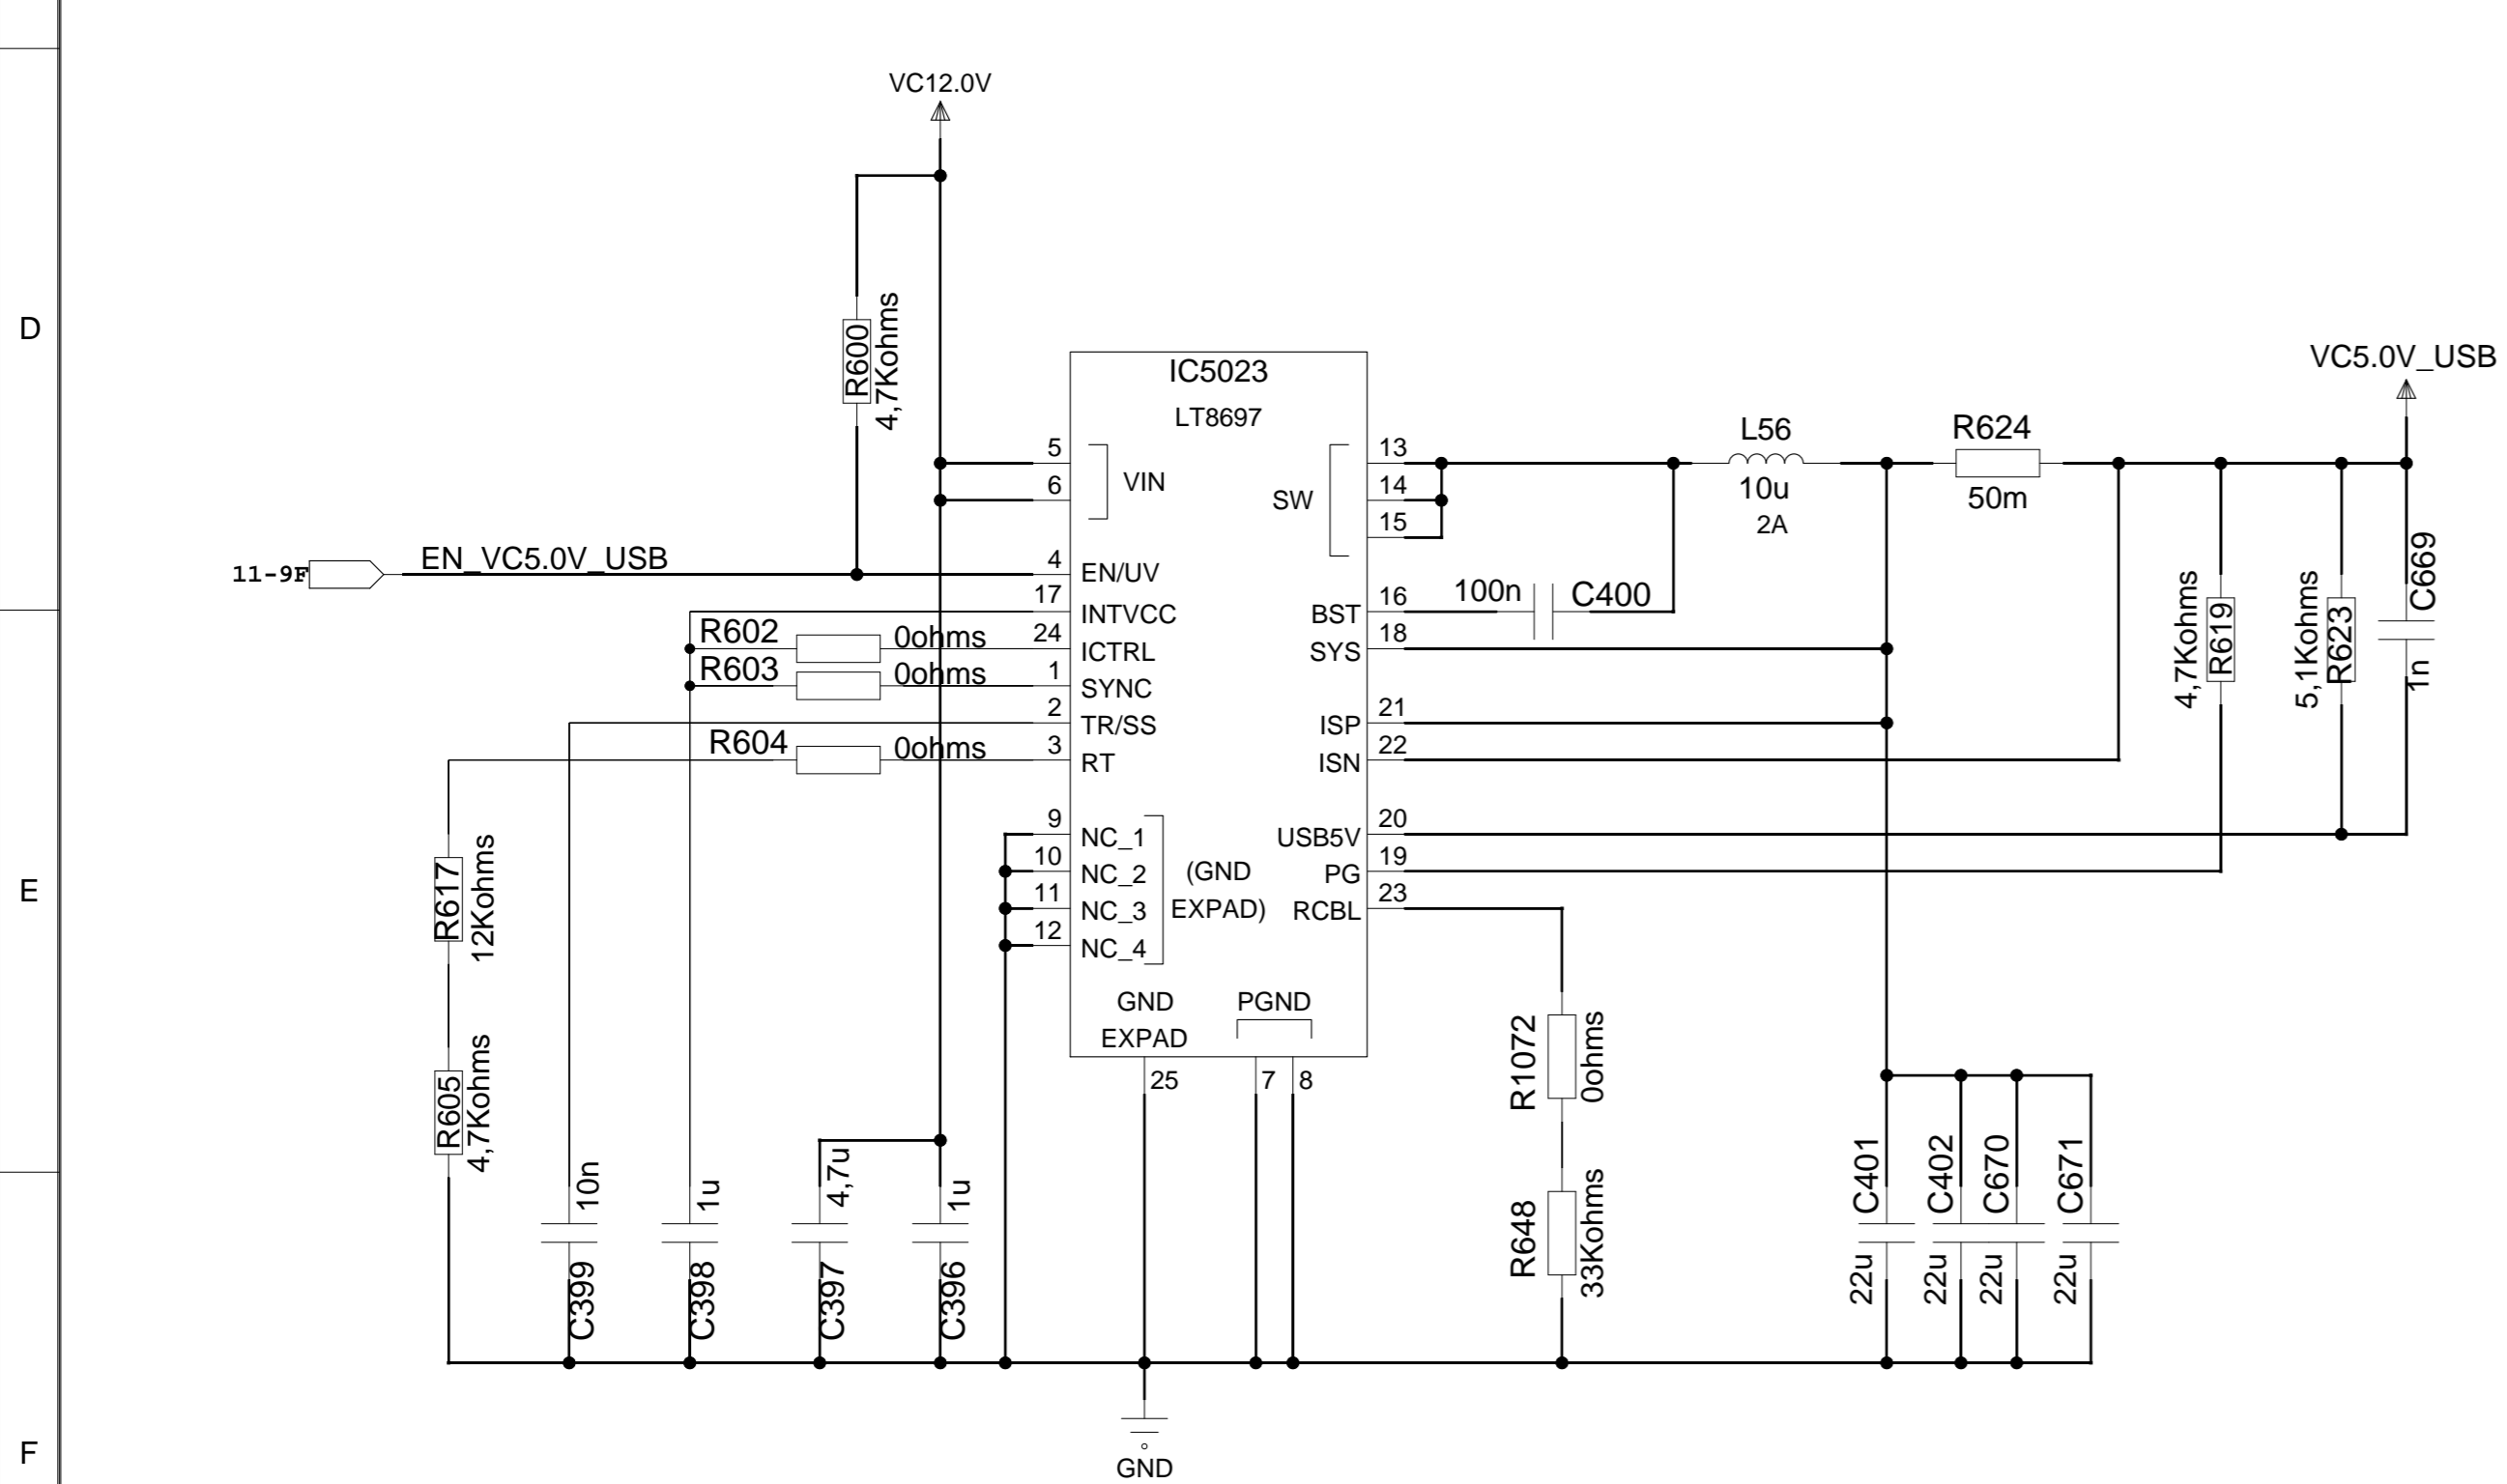 VC12.0V
D
R600
4,7Kohms
IC5023
LT8697
VC5.0V_USB
5
6
VIN
SW
13
14
15
L56
10u
2A
R624
50m
11-9F
EN_VC5.0V_USB
4
EN/UV
17
INTVCC
R602
0ohms
24
ICTRL
R603
0ohms
1
SYNC
2
TR/SS
R604
0ohms
3
RT
BST
16
100n
C400
SYS
18
ISP
21
ISN
22
4,7Kohms
R619
5,1Kohms
R623
C669
1n
9
NC_1
10
NC_2
11
NC_3
12
NC_4
(GND
EXPAD)
USB5V
20
PG
19
RCBL
23
E
R617
12Kohms
GND
EXPAD
PGND
25
7
8
R605
4,7Kohms
R1072
0ohms
R648
33Kohms
10n
C399
1u
C398
4,7u
C397
1u
C396
C401
22u
C402
22u
C670
22u
C671
22u
F
GND